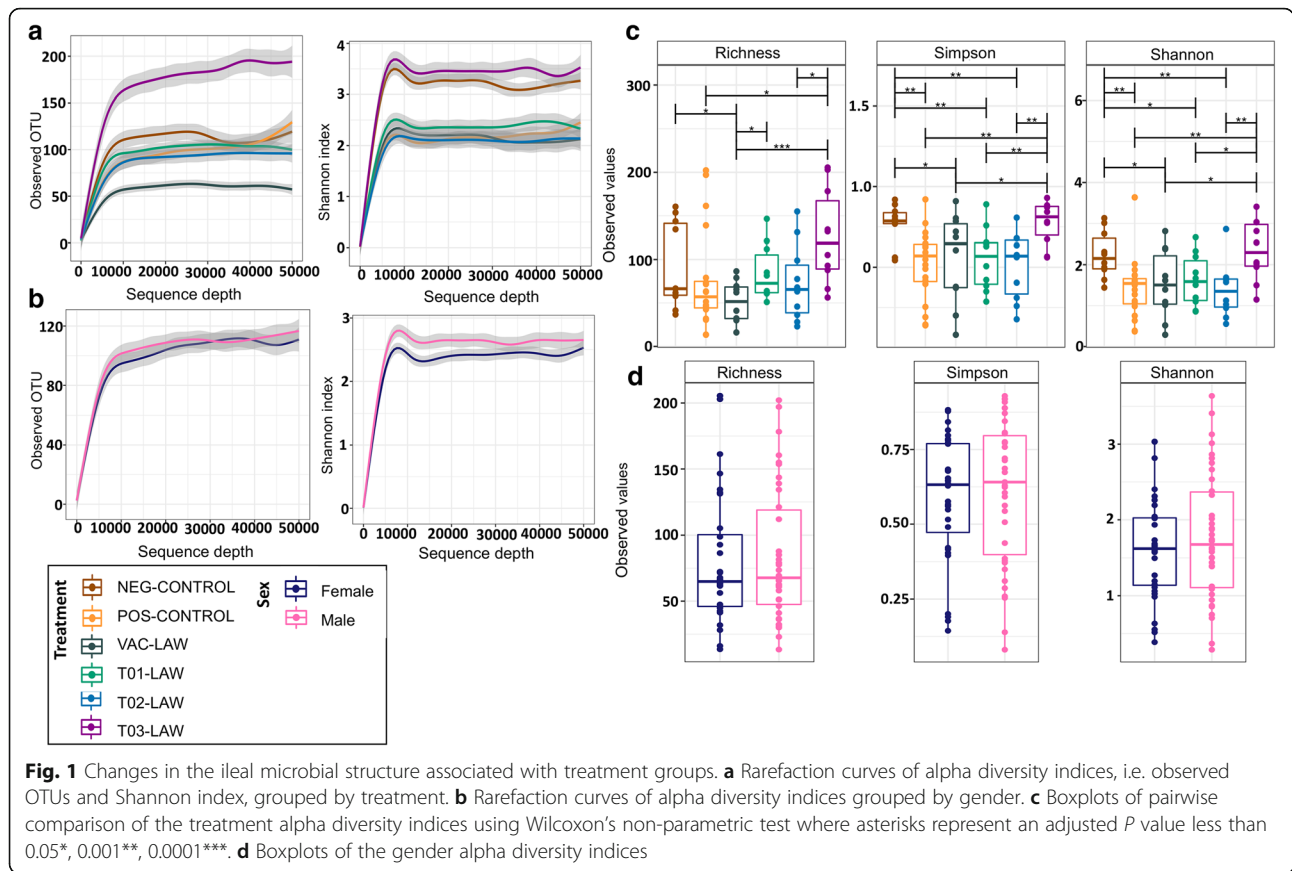 a
Observed OTU
200
150
100
50
0
0 10000 20000 30000 40000 50000
Sequence depth
Shannon index
4
3
2
1
0
0 10000 20000 30000 40000 50000
Sequence depth
b
Observed OTU
120
80
40
0
0 10000 20000 30000 40000 50000
Sequence depth
Shannon index
3
2
1
0
0 10000 20000 30000 40000 50000
Sequence depth
Treatment
NEG-CONTROL
POS-CONTROL
VAC-LAW
T01-LAW
T02-LAW
T03-LAW
Sex
Female
Male
c
Observed values
Richness
300
200
100
0
*
*
*
*
***
Simpson
1.5
1.0
0
**
**
**
**
**
**
*
*
Shannon
6
4
2
0
**
**
*
**
**
*
*
*
d
Observed values
Richness
200
150
100
50
Simpson
0.75
0.50
0.25
Shannon
3
2
1
Fig. 1 Changes in the ileal microbial structure associated with treatment groups. a Rarefaction curves of alpha diversity indices, i.e. observed
OTUs and Shannon index, grouped by treatment. b Rarefaction curves of alpha diversity indices grouped by gender. c Boxplots of pairwise
comparison of the treatment alpha diversity indices using Wilcoxon's non-parametric test where asterisks represent an adjusted P value less than
0.05*, 0.001**, 0.0001***. d Boxplots of the gender alpha diversity indices